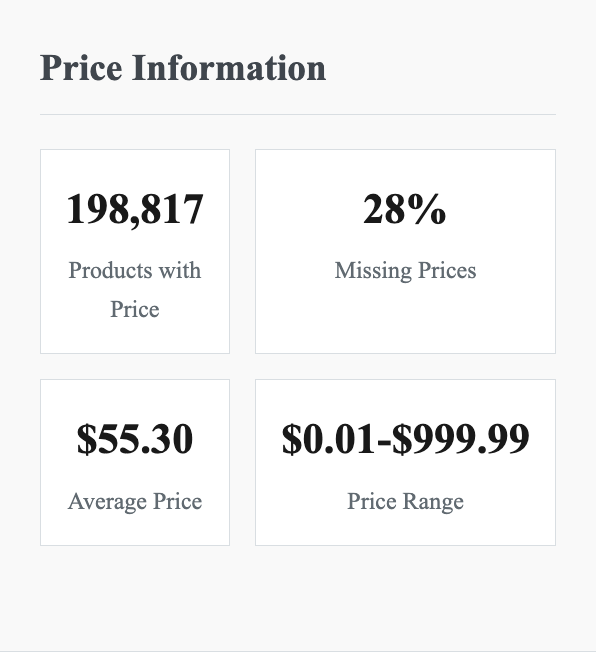 Price Information
198,817
Products with
Price
28%
Missing Prices
$55.30
Average Price
$0.01-$999.99
Price Range